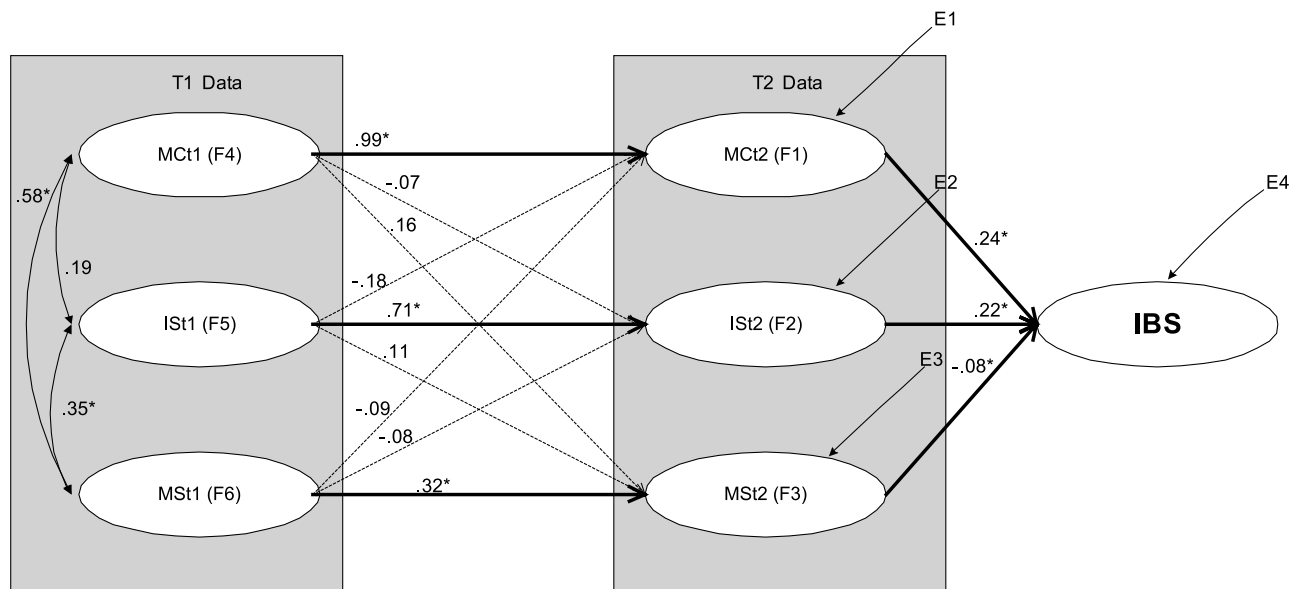 E1
T1 Data
T2 Data
MCt1 (F4)
.99*
MCt2 (F1)
.58*
-.07
E2
E4
.16
.24*
.19
-.18
ISt1 (F5)
.71*
ISt2 (F2)
.22*
IBS
.11
E3
-.08*
.35*
-.09
-.08
MSt1 (F6)
.32*
MSt2 (F3)